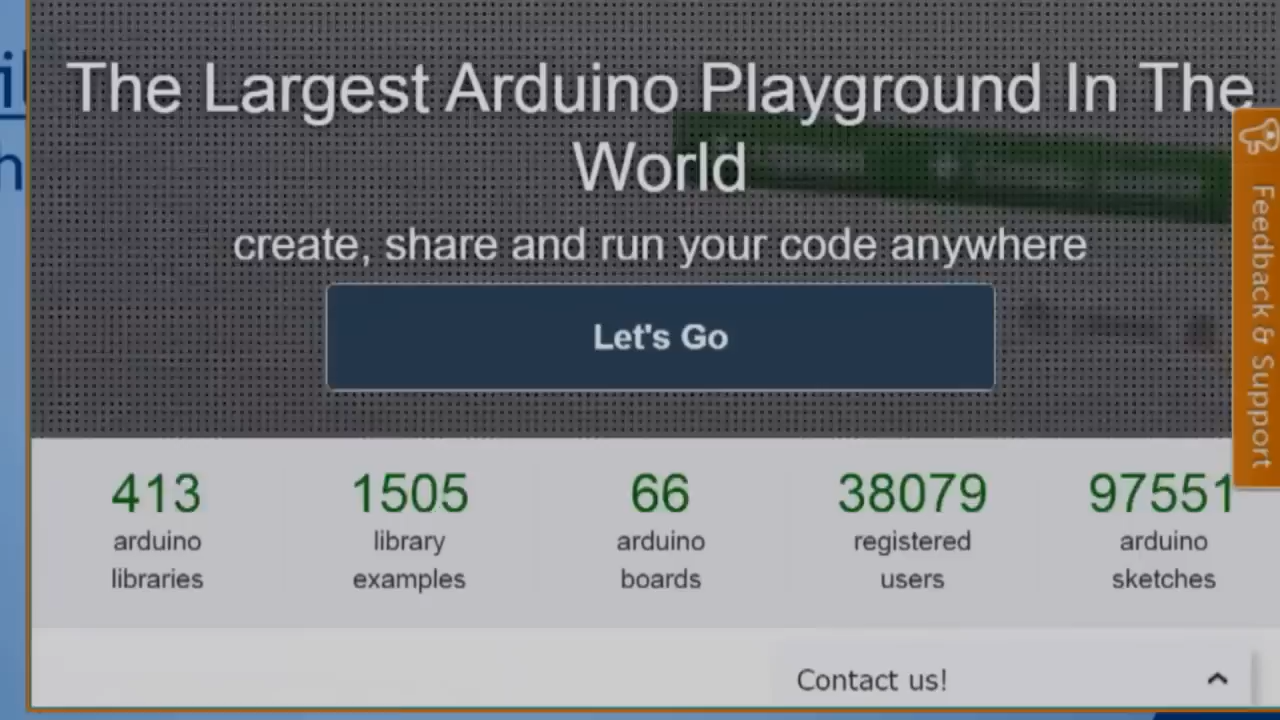 The Largest Arduino Playground In The
World
create, share and run your code anywhere
Let's Go
Feedback & Support
413
arduino
libraries
1505
library
examples
66
arduino
boards
38079
registered
users
97551
arduino
sketches
Contact us!